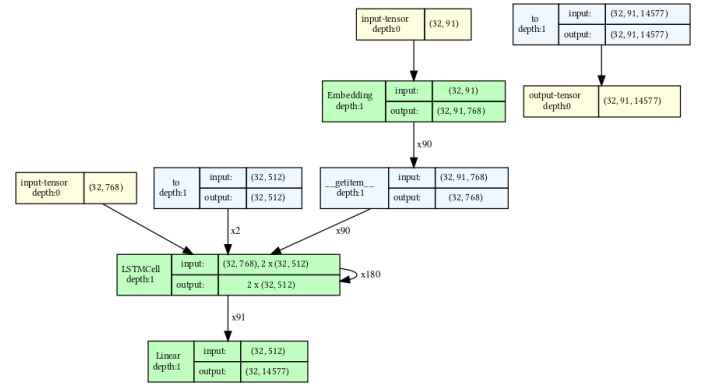 input-tensor
depth:0
(32, 91)
to
depth:1
input:
(32, 91, 14577)
output:
(32, 91, 14577)
Embedding
depth:1
input:
(32, 91)
output:
(32, 91, 768)
output-tensor
depth:0
(32, 91, 14577)
x90
input-tensor
depth:0
(32, 768)
to
depth:1
input:
(32, 512)
output:
(32, 512)
__getitem__
depth:1
input:
(32, 91, 768)
output:
(32, 768)
x2
x90
LSTMCell
depth:1
input:
(32, 768), 2 x (32, 512)
output:
2 x (32, 512)
x180
x91
Linear
depth:1
input:
(32, 512)
output:
(32, 14577)